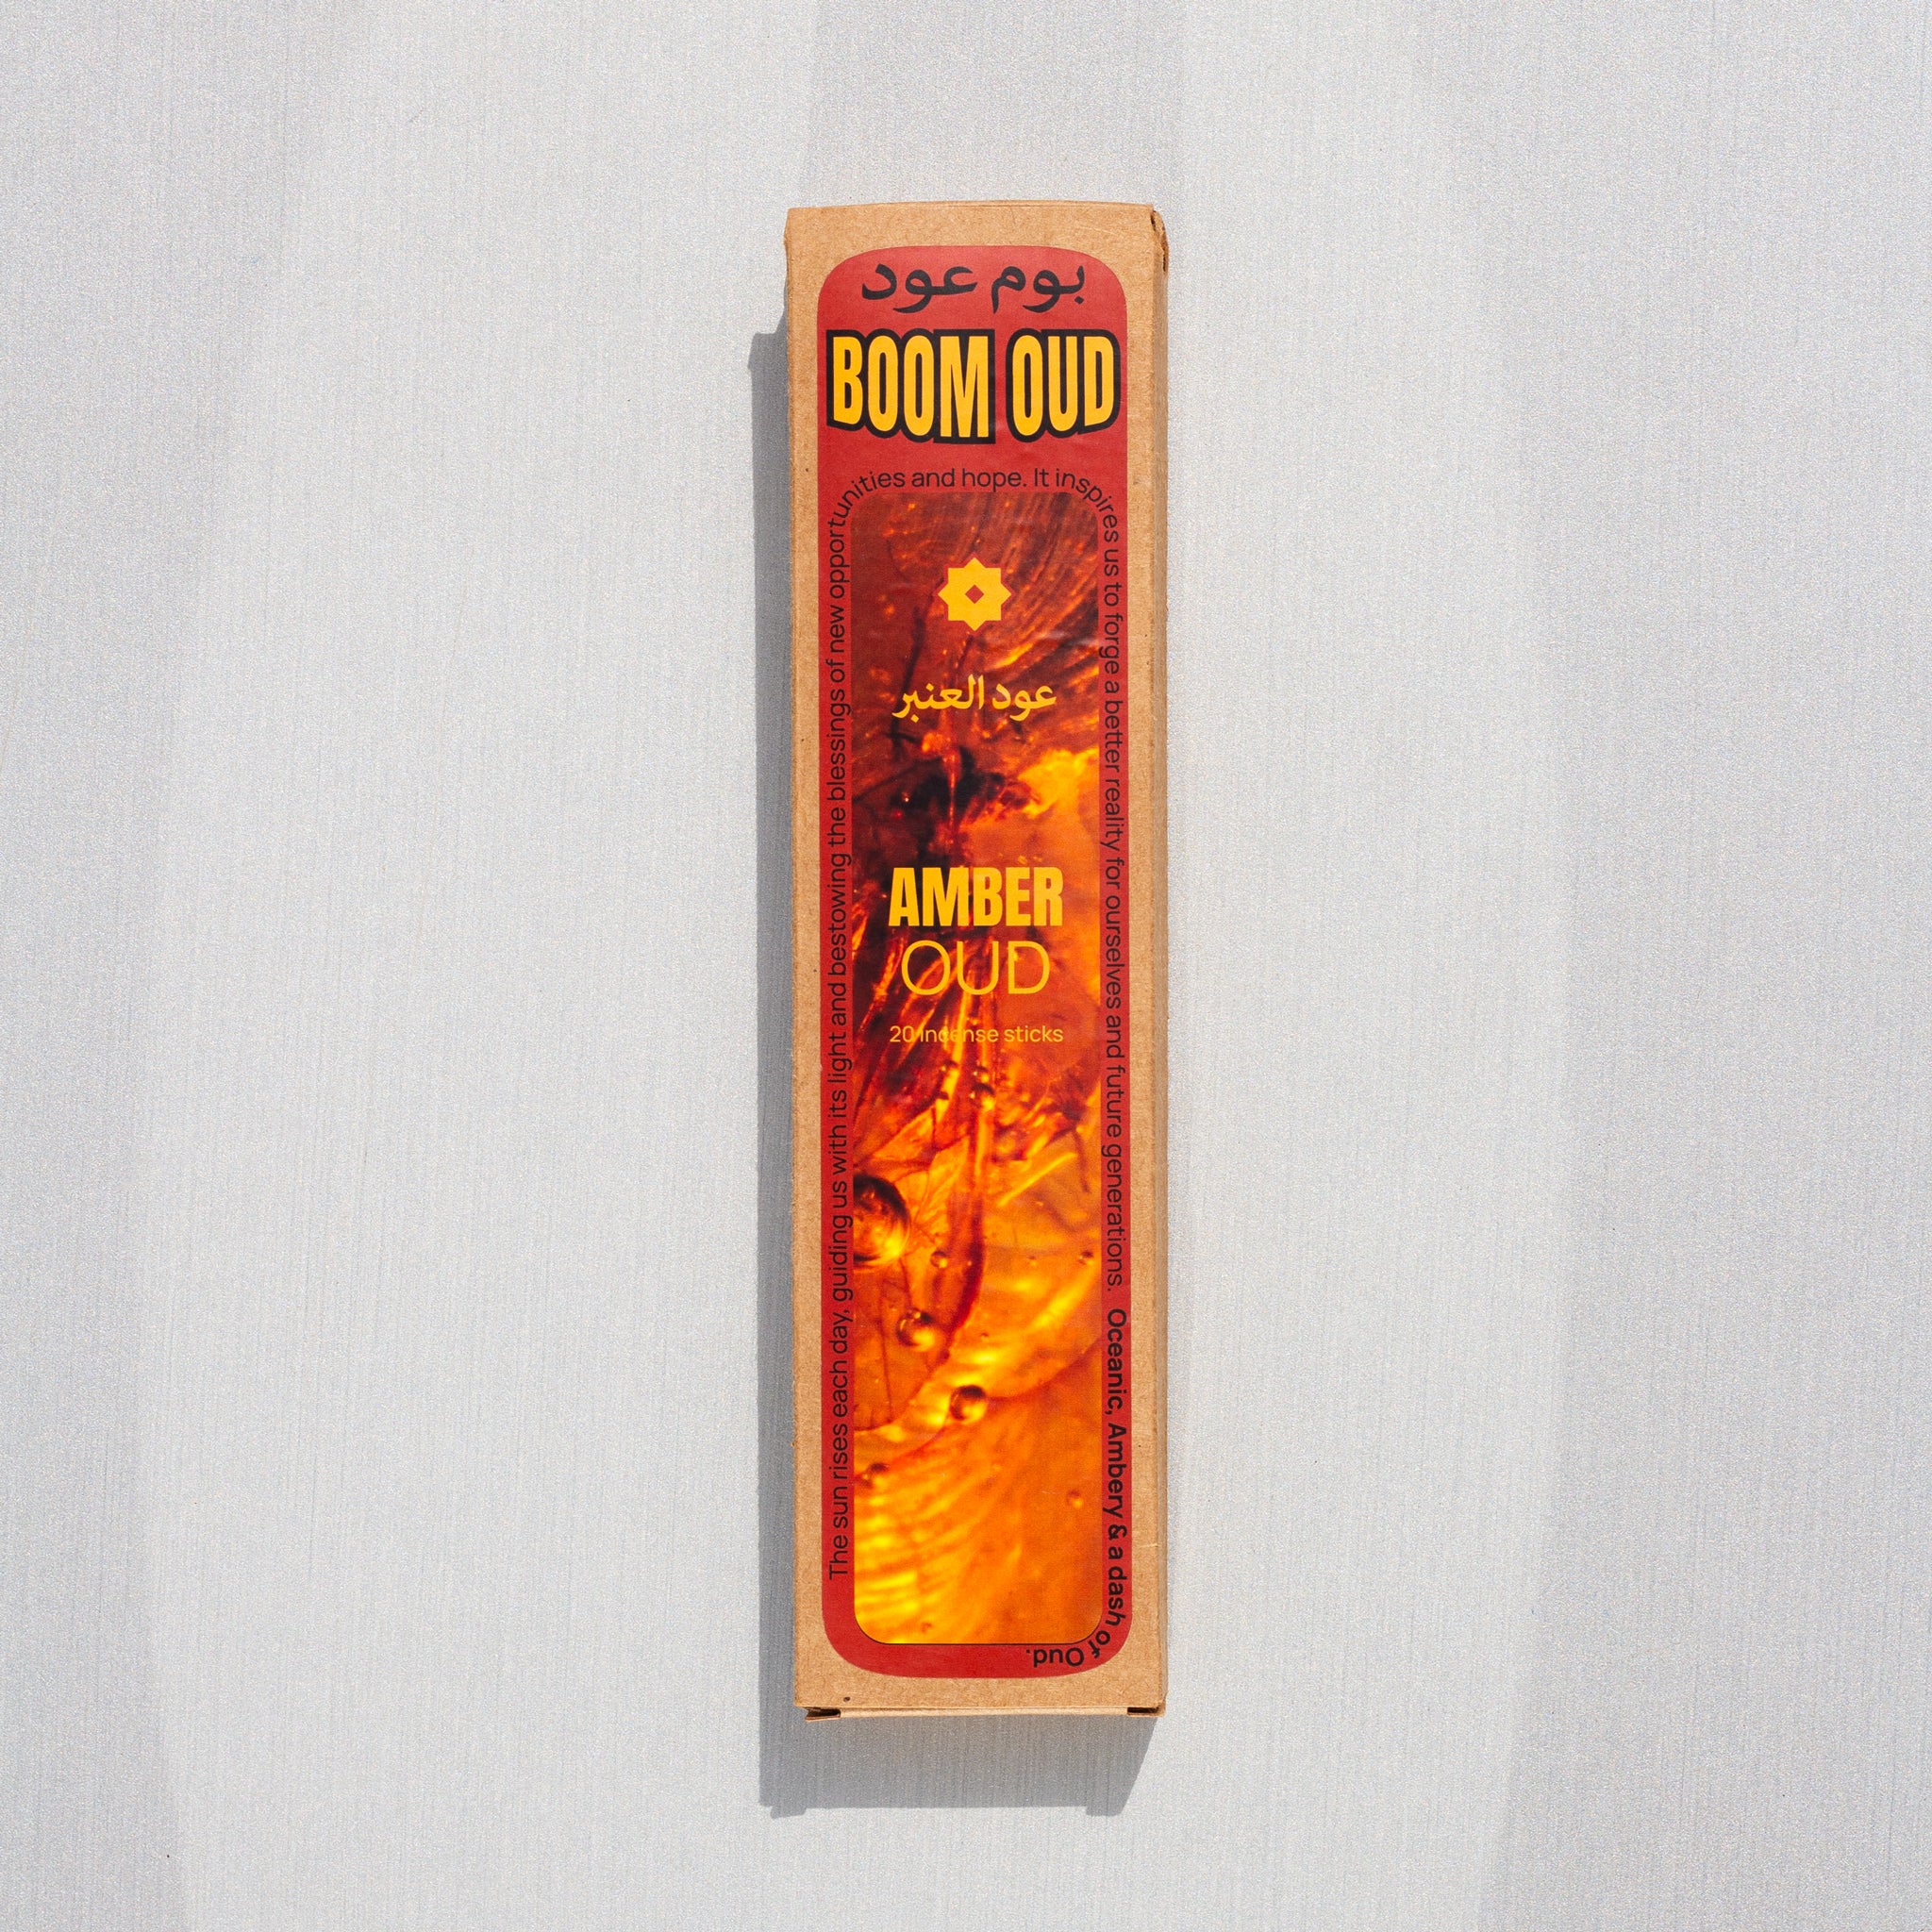 بوم عود
BOOM OUD
The sun rises each day, guiding us with its light and bestowing the blessings of new opportunities and hope. It inspires us to forge a better reality for ourselves and future generations. Oceanic, Ambery & a dash of Oud.
عود العنبر
AMBER
OUD
20 Incense sticks